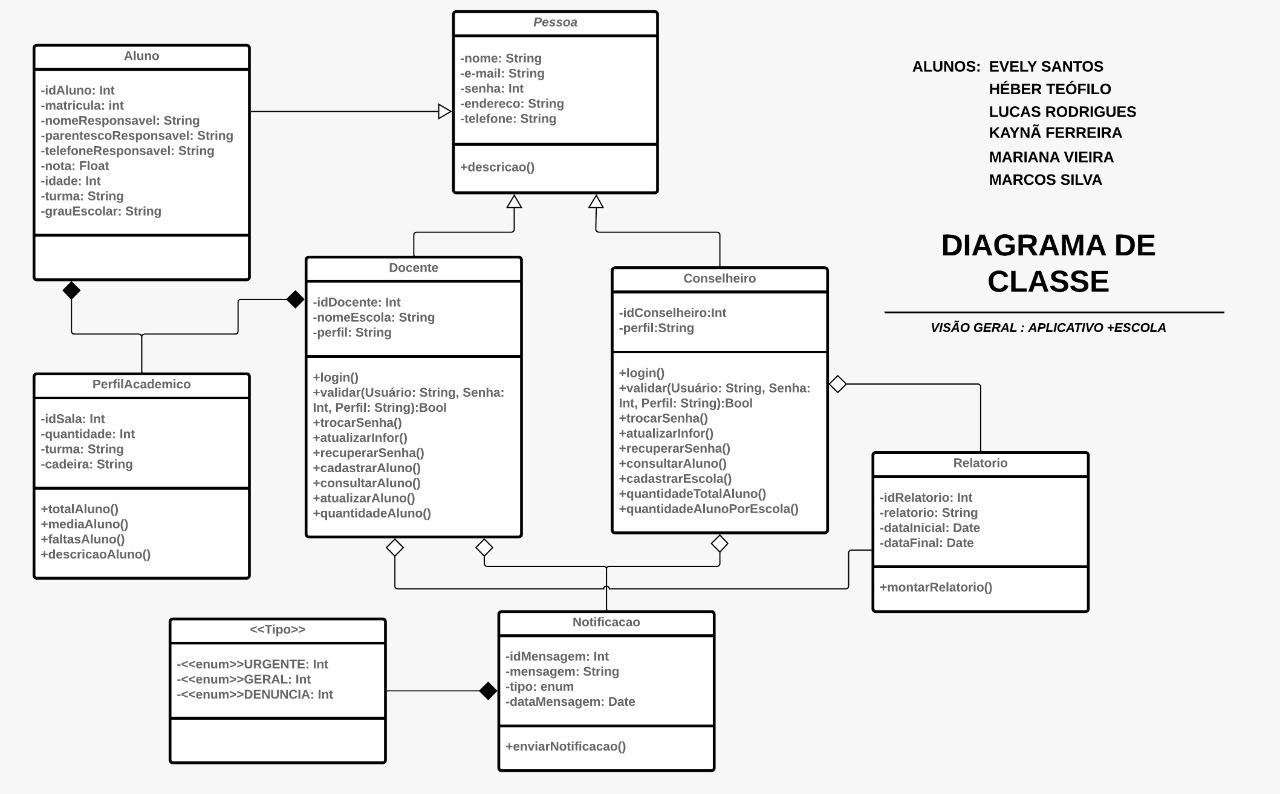 Pessoa
-nome: String
-e-mail: String
-senha: Int
-endereco: String
-telefone: String
+descricao()
Aluno
-idAluno: Int
-matricula: int
-nomeResponsavel: String
-parentescoResponsavel: String
-telefoneResponsavel: String
-nota: Float
-idade: Int
-turma: String
-grauEscolar: String
ALUNOS: EVELY SANTOS
HÉBER TEÓFILO
LUCAS RODRIGUES
KAYNÃ FERREIRA
MARIANA VIEIRA
MARCOS SILVA
DIAGRAMA DE
CLASSE
VISÃO GERAL : APLICATIVO +ESCOLA
Docente
-idDocente: Int
-nomeEscola: String
-perfil: String
+login()
+validar(Usuário: String, Senha:
Int, Perfil: String):Bool
+trocarSenha()
+atualizarInfor()
+recuperarSenha()
+cadastrarAluno()
+consultarAluno()
+atualizarAluno()
+quantidadeAluno()
Conselheiro
-idConselheiro:Int
-perfil:String
+login()
+validar(Usuário: String, Senha:
Int, Perfil: String):Bool
+trocarSenha()
+atualizarInfor()
+recuperarSenha()
+consultarAluno()
+cadastrarEscola()
+quantidadeTotalAluno()
+quantidadeAlunoPorEscola()
PerfilAcademico
-idSala: Int
-quantidade: Int
-turma: String
-cadeira: String
+totalAluno()
+mediaAluno()
+faltasAluno()
+descricaoAluno()
Relatorio
-idRelatorio: Int
-relatorio: String
-dataInicial: Date
-dataFinal: Date
+montarRelatorio()
<<Tipo>>
-<<enum>>URGENTE: Int
-<<enum>>GERAL: Int
-<<enum>>DENUNCIA: Int
Notificacao
-idMensagem: Int
-mensagem: String
-tipo: enum
-dataMensagem: Date
+enviarNotificacao()